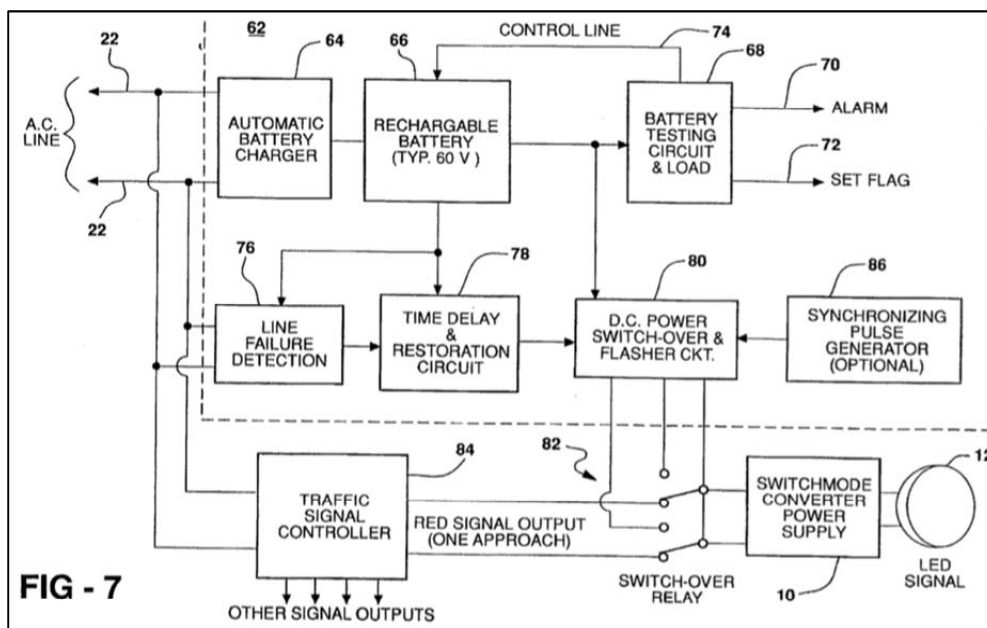 CONTROL LINE
74
62
64
66
68
22
70
ALARM
A.C.
LINE
AUTOMATIC
BATTERY
CHARGER
RECHARGABLE
BATTERY
(TYP. 60 V)
BATTERY
TESTING
CIRCUIT
& LOAD
72
SET FLAG
22
76
78
80
86
LINE
FAILURE
DETECTION
TIME DELAY
&
RESTORATION
CIRCUIT
D.C. POWER
SWITCH-OVER &
FLASHER CKT.
SYNCHRONIZING
PULSE
GENERATOR
(OPTIONAL)
84
82
12
TRAFFIC
SIGNAL
CONTROLLER
RED SIGNAL OUTPUT
(ONE APPROACH)
SWITCHMODE
CONVERTER
POWER
SUPPLY
LED
SIGNAL
SWITCH-OVER
RELAY
10
FIG - 7
OTHER SIGNAL OUTPUTS